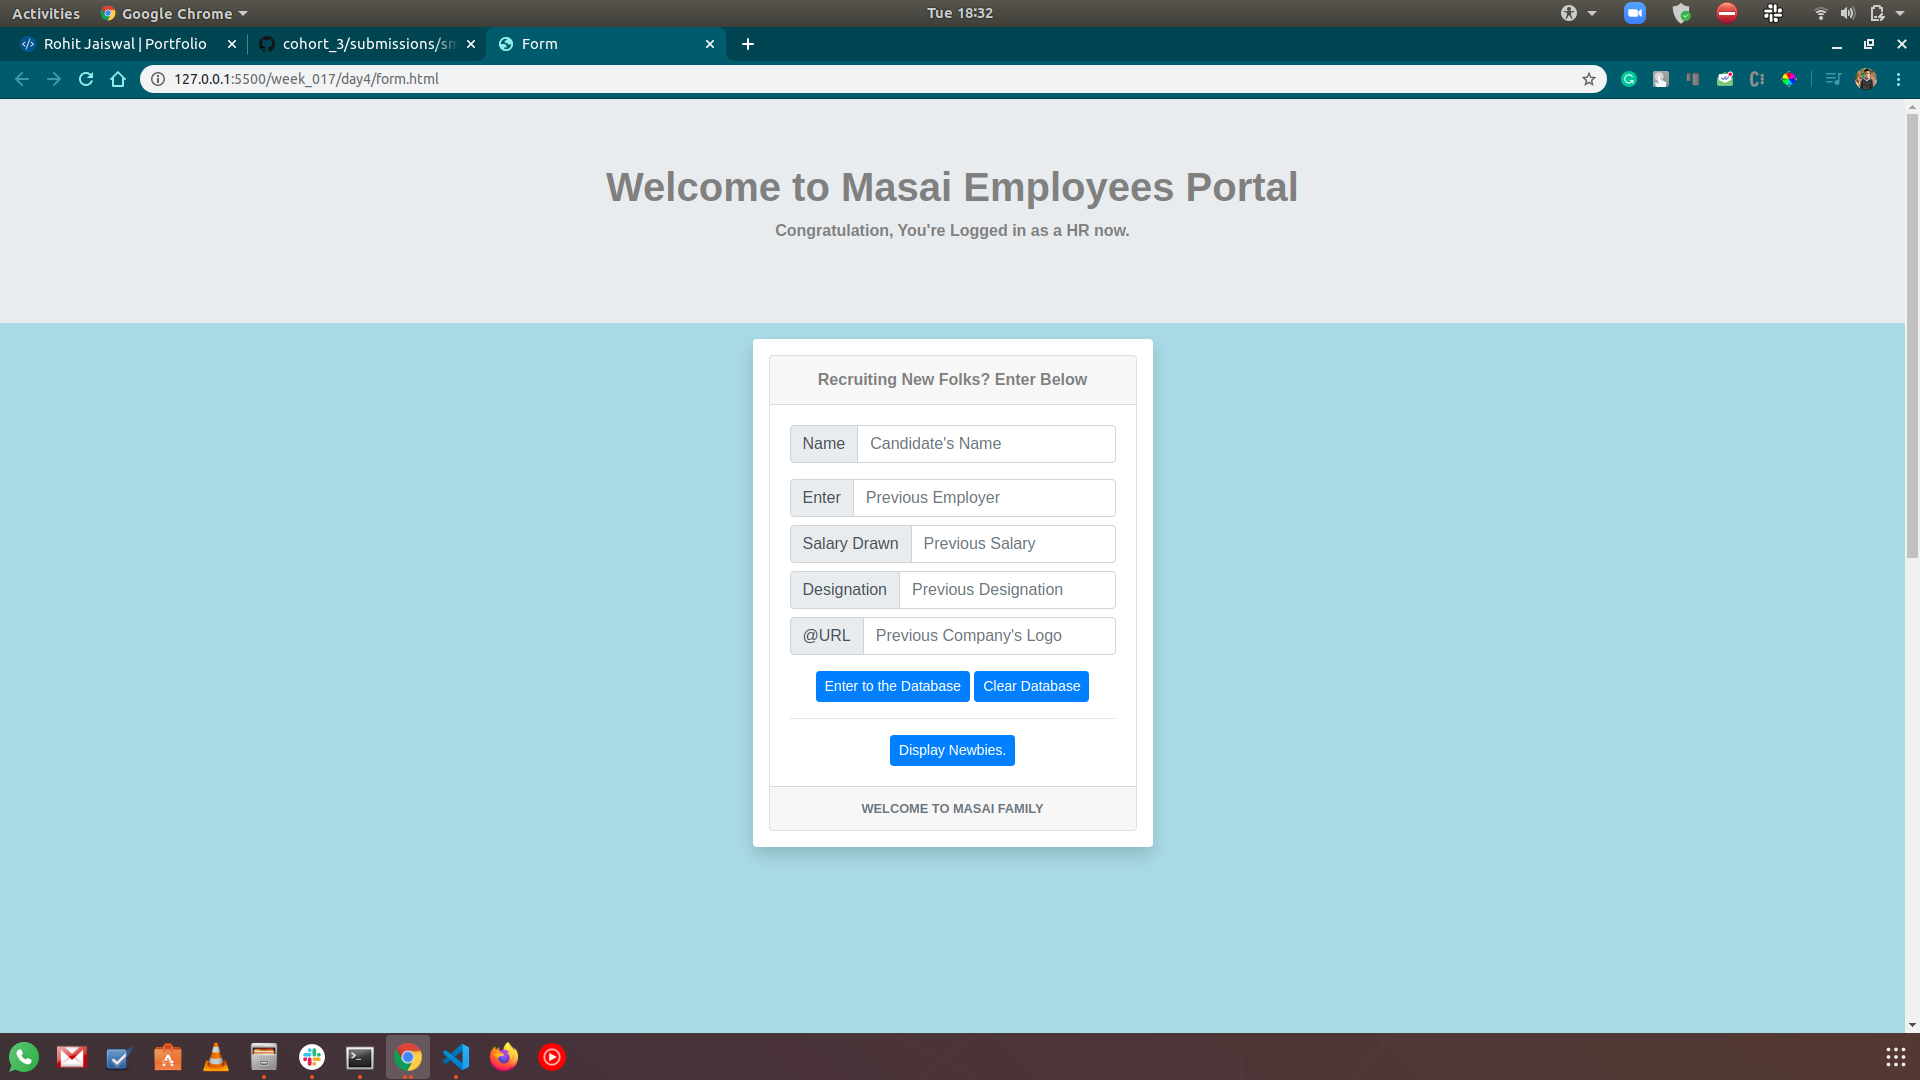 Activities
Google Chrome
Tue 18:32
Rohit Jaiswal | Portfolio
cohort_3/submissions/sm
Form
127.0.0.1:5500/week_017/day4/form.html
Welcome to Masai Employees Portal
Congratulation, You're Logged in as a HR now.
Recruiting New Folks? Enter Below
Name Candidate's Name
Enter Previous Employer
Salary Drawn Previous Salary
Designation Previous Designation
@URL Previous Company's Logo
Enter to the Database Clear Database
Display Newbies.
WELCOME TO MASAI FAMILY